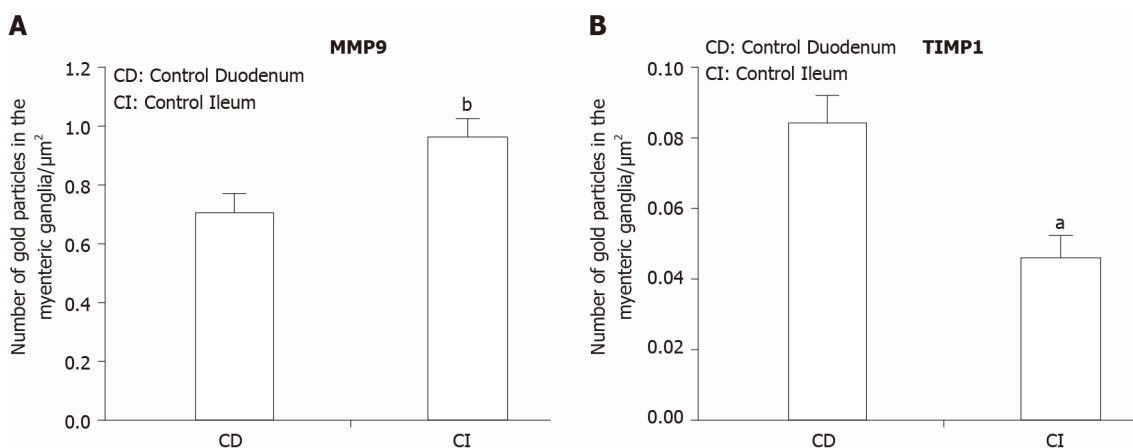 A
MMP9
CD: Control Duodenum
CI: Control Ileum
Number of gold particles in the
myenteric ganglia/µm²
1.2
1.0
0.8
0.6
0.4
0.2
0.0
b
CD
CI
B
CD: Control Duodenum
TIMP1
CI: Control Ileum
Number of gold particles in the
myenteric ganglia/µm²
0.10
0.08
0.06
0.04
0.02
0.00
a
CD
CI